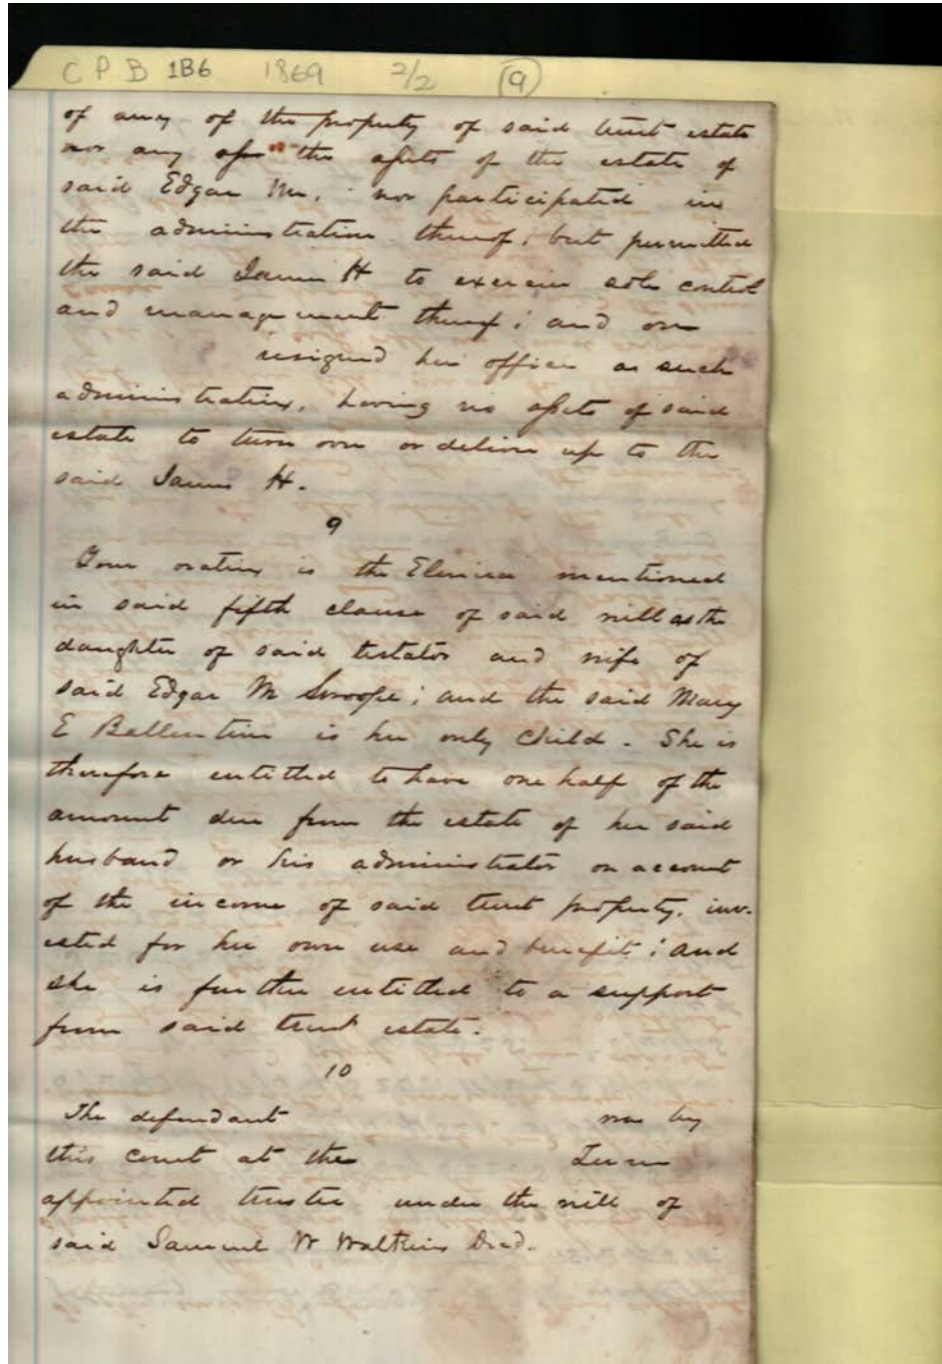 C P B 1B6 1869 2/2 (9)
of any of the property of said trust estate
nor any of the assets of the estate of
said Edgar M. nor participated in
the administration thereof; but permitted
the said James H to exercise sole control
and management thereof; and on
resigned her office as such
administratrix, having no assets of said
estate to turn over or deliver up to the
said James H.
9
Your oratrix is the Elmira mentioned
in said fifth clause of said will as the
daughter of said testator and wife of
said Edgar M Swoope; and the said Mary
E Ballentine is her only child. She is
therefore entitled to have one half of the
amount due from the estate of her said
husband or his administrator on account
of the income of said trust property, inv-
ested for her own use and benefit; and
she is further entitled to a support
from said trust estate.
10
The defendant was by
this court at the Term
appointed trustee under the will of
said Samuel W Watkins Decd.